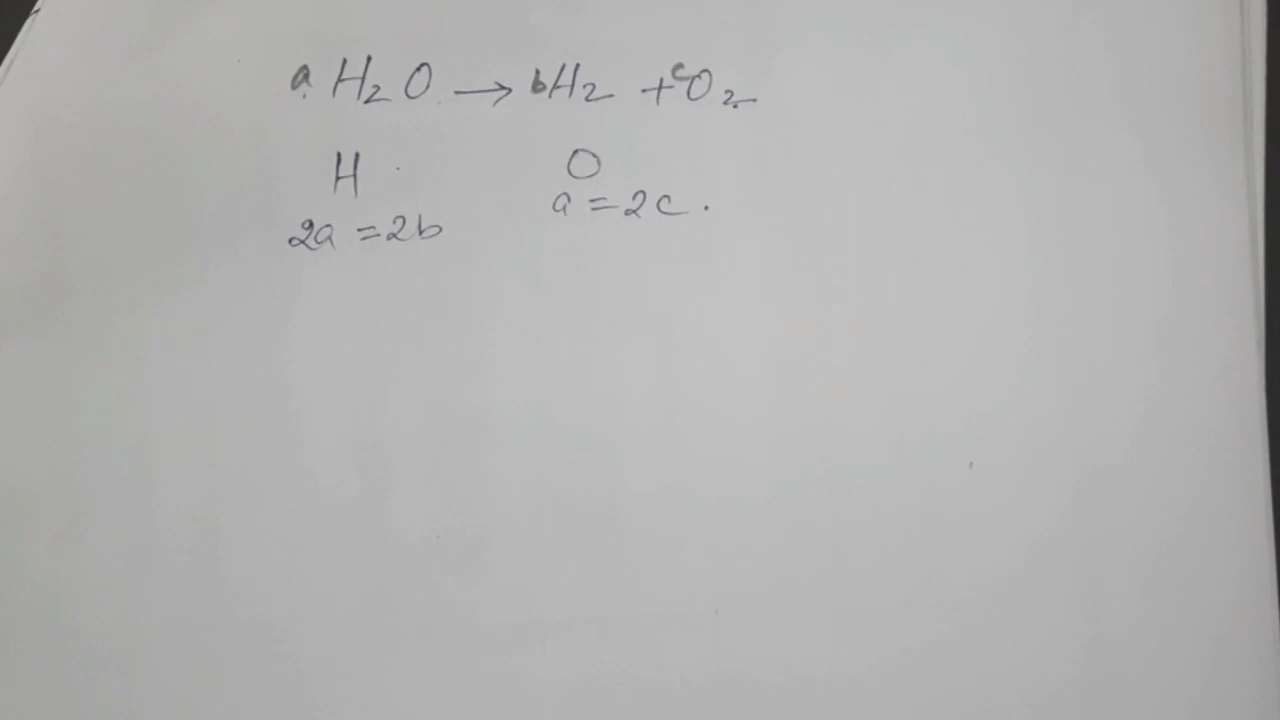 a H₂O → bH₂ + cO₂
H O
2a = 2b a = 2c.